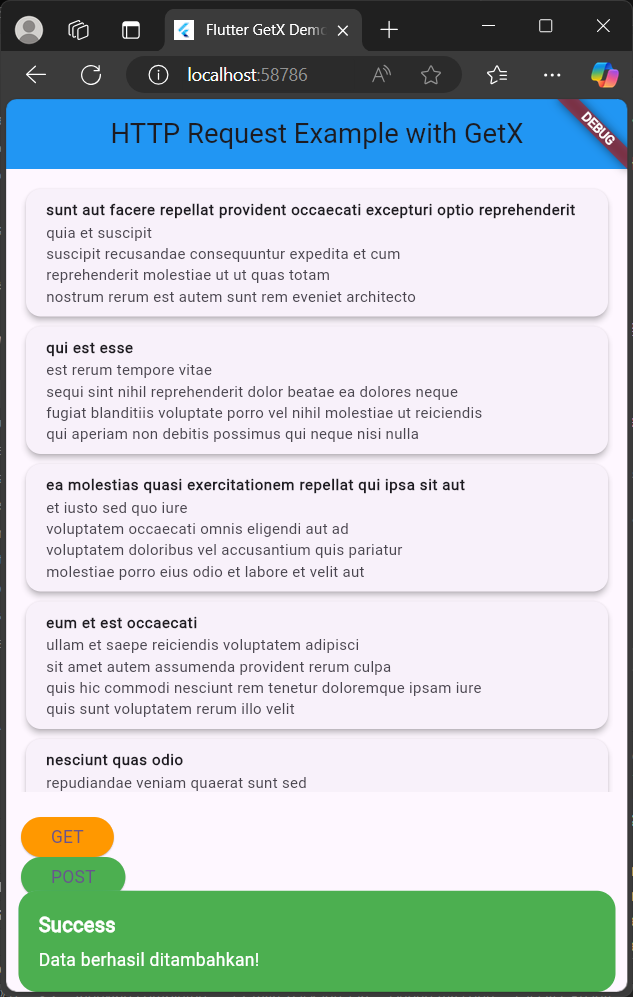 Flutter GetX Demo
localhost:58786
HTTP Request Example with GetX
DEBUG
sunt aut facere repellat provident occaecati excepturi optio reprehenderit
quia et suscipit
suscipit recusandae consequuntur expedita et cum
reprehenderit molestiae ut ut quas totam
nostrum rerum est autem sunt rem eveniet architecto
qui est esse
est rerum tempore vitae
sequi sint nihil reprehenderit dolor beatae ea dolores neque
fugiat blanditiis voluptate porro vel nihil molestiae ut reiciendis
qui aperiam non debitis possimus qui neque nisi nulla
ea molestias quasi exercitationem repellat qui ipsa sit aut
et iusto sed quo iure
voluptatem occaecati omnis eligendi aut ad
voluptatem doloribus vel accusantium quis pariatur
molestiae porro eius odio et labore et velit aut
eum et est occaecati
ullam et saepe reiciendis voluptatem adipisci
sit amet autem assumenda provident rerum culpa
quis hic commodi nesciunt rem tenetur doloremque ipsam iure
quis sunt voluptatem rerum illo velit
nesciunt quas odio
repudiandae veniam quaerat sunt sed
GET
POST
Success
Data berhasil ditambahkan!